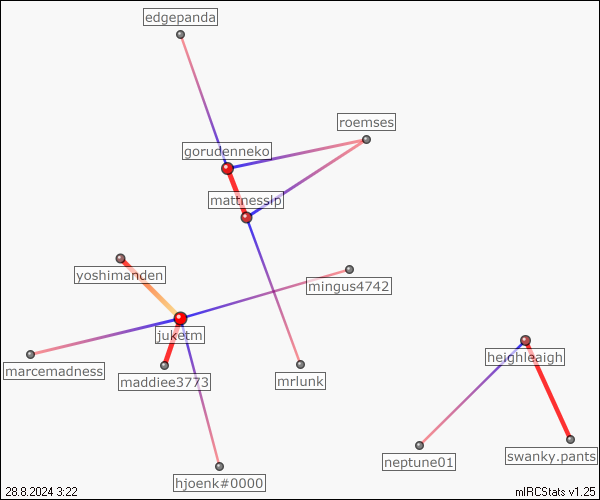 edgepanda
roemses
gorudenneko
mattnesslp
yoshimanden
mingus4742
juketm
heighleaigh
marcemadness
maddiee3773
mrlunk
swanky.pants
neptune01
hjoenk#0000
28.8.2024 3:22
mIRCStats v1.25